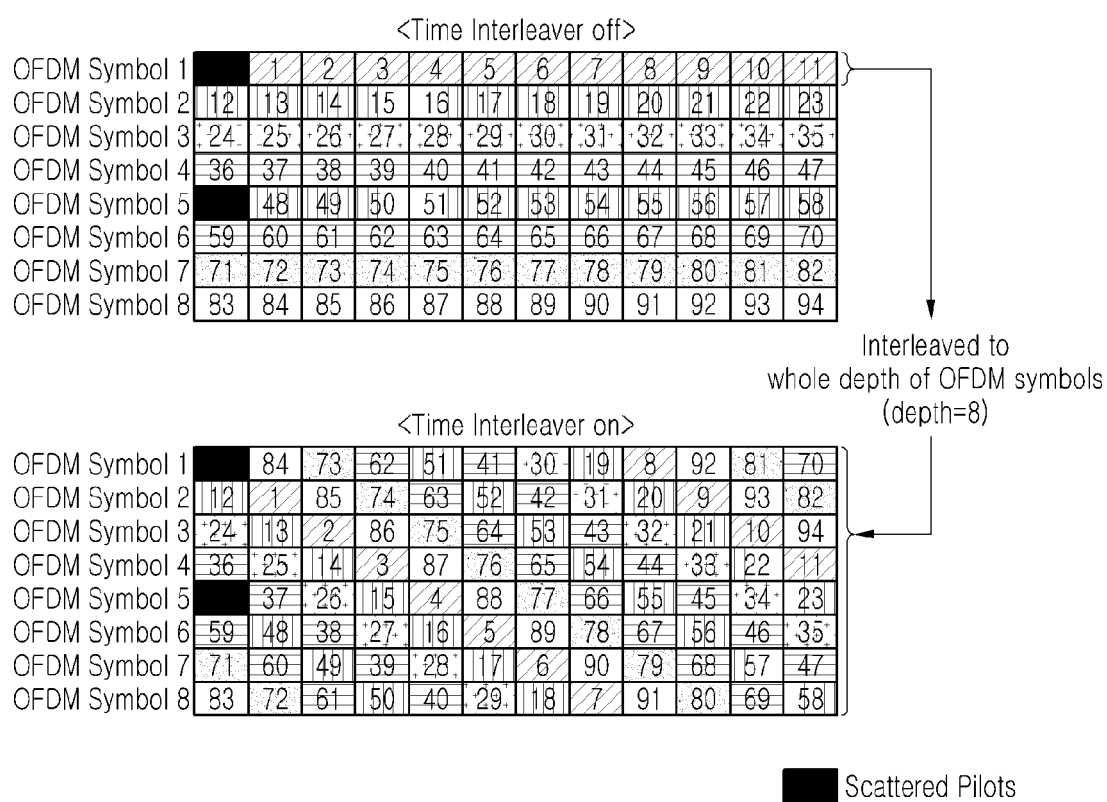 <Time Interleaver off>
OFDM Symbol 1 1 2 3 4 5 6 7 8 9 10 11
OFDM Symbol 2 12 13 14 15 16 17 18 19 20 21 22 23
OFDM Symbol 3 24 25 26 27 28 29 30 31 32 33 34 35
OFDM Symbol 4 36 37 38 39 40 41 42 43 44 45 46 47
OFDM Symbol 5 48 49 50 51 52 53 54 55 56 57 58
OFDM Symbol 6 59 60 61 62 63 64 65 66 67 68 69 70
OFDM Symbol 7 71 72 73 74 75 76 77 78 79 80 81 82
OFDM Symbol 8 83 84 85 86 87 88 89 90 91 92 93 94
Interleaved to
whole depth of OFDM symbols
(depth=8)
<Time Interleaver on>
OFDM Symbol 1 84 73 62 51 41 30 19 8 92 81 70
OFDM Symbol 2 12 1 85 74 63 52 42 31 20 9 93 82
OFDM Symbol 3 24 13 2 86 75 64 53 43 32 21 10 94
OFDM Symbol 4 36 25 14 3 87 76 65 54 44 33 22 11
OFDM Symbol 5 37 26 15 4 88 77 66 55 45 34 23
OFDM Symbol 6 59 48 38 27 16 5 89 78 67 56 46 35
OFDM Symbol 7 71 60 49 39 28 17 6 90 79 68 57 47
OFDM Symbol 8 83 72 61 50 40 29 18 7 91 80 69 58
Scattered Pilots